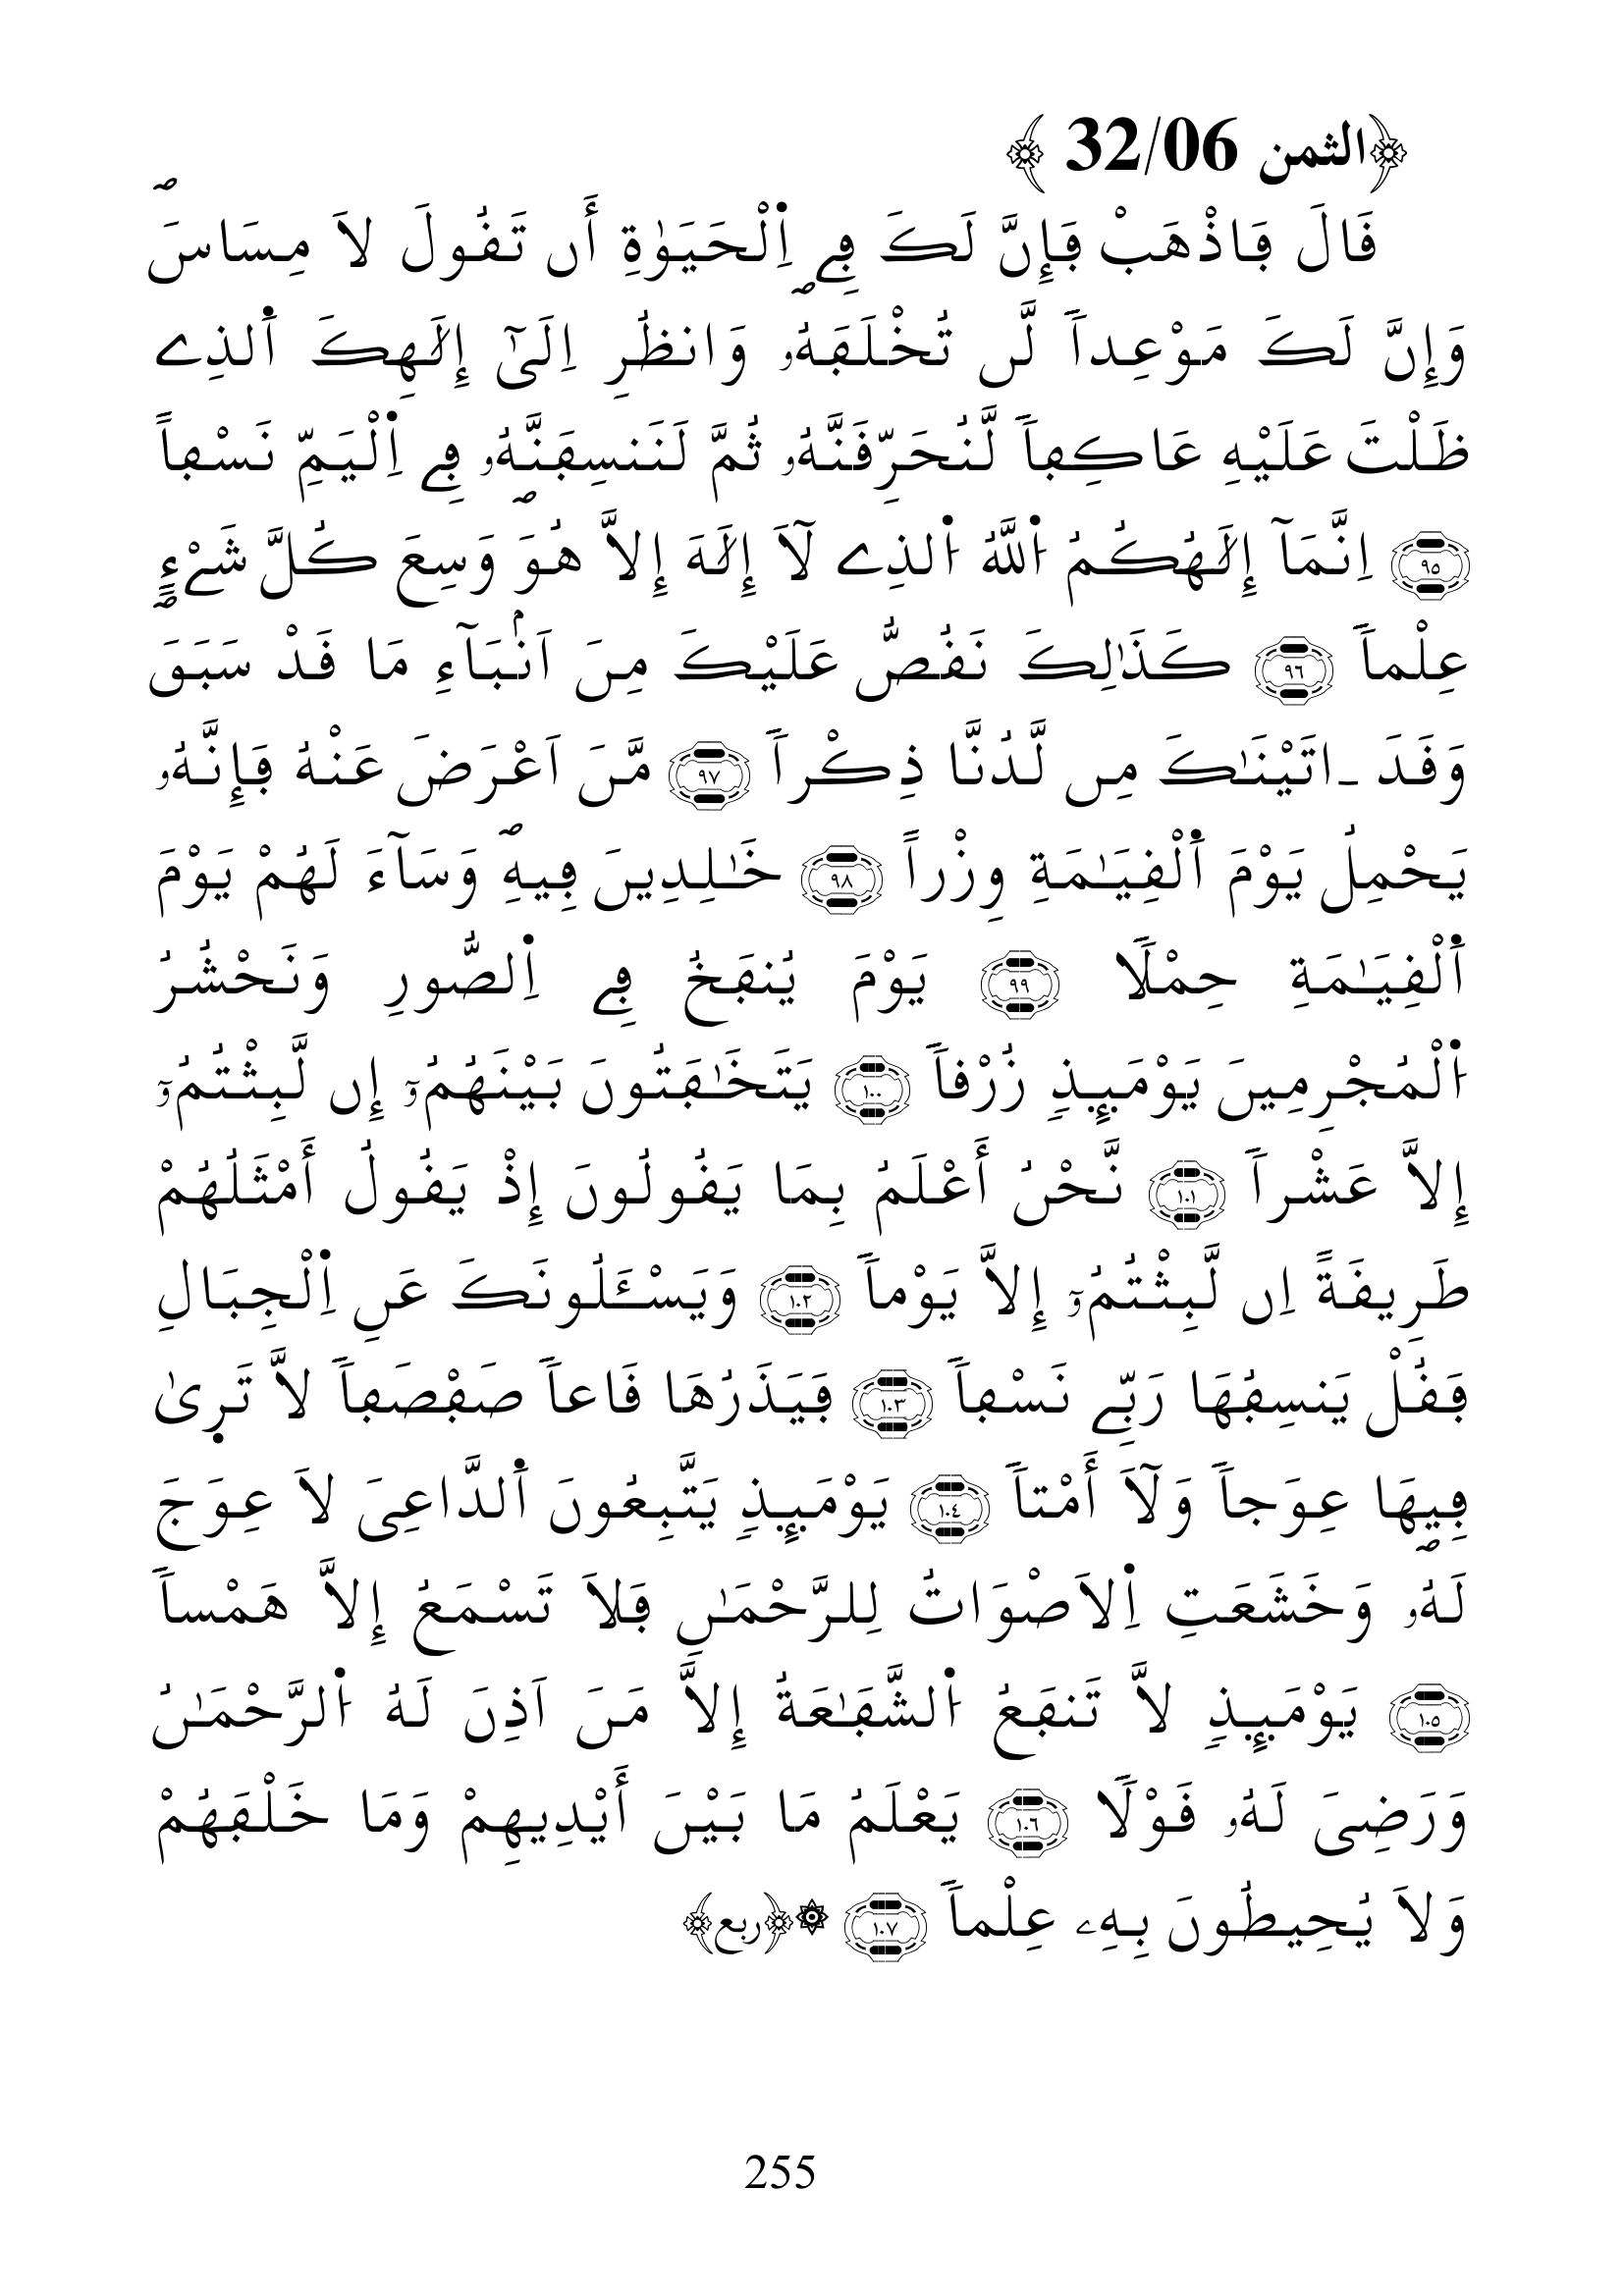 ﴿الثمن 32/06 ﴾
قَالَ فَاذْهَبْ فَإِنَّ لَكَ فِے اِ۬لْحَيَوٰةِ أَن تَقُولَ لاَ مِسَاسَۖ
وَإِنَّ لَكَ مَوْعِداٗ لَّن تُخْلَفَهُۥۖ وَانظُرِ اِلَيٰٓ إِلَٰهِكَ اَ۬لذِے
ظَلْتَ عَلَيْهِ عَاكِفاٗ لَّنُحَرِّقَنَّهُۥ ثُمَّ لَنَنسِفَنَّهُۥ فِے اِ۬لْيَمِّ نَسْفاًۖ
٩٥ اِنَّمَآ إِلَٰهُكُمُ اُ۬للَّهُ اُ۬لذِے لَآ إِلَٰهَ إِلاَّ هُوَۖ وَسِعَ كُلَّ شَےْءٍ
عِلْماٗۖ ٩٦ كَذَٰلِكَ نَقُصُّ عَلَيْكَ مِنَ اَنۢبَآءِ مَا قَدْ سَبَقَۖ
وَقَدَ ـاتَيْنَٰكَ مِن لَّدُنَّا ذِكْراٗ ٩٧ مَّنَ اَعْرَضَ عَنْهُ فَإِنَّهُۥ
يَحْمِلُ يَوْمَ اَ۬لْقِيَٰمَةِ وِزْراً ٩٨ خَٰلِدِينَ فِيهِۖ وَسَآءَ لَهُمْ يَوْمَ
اَ۬لْقِيَٰمَةِ حِمْلاٗ ٩٩ يَوْمَ يُنفَخُ فِے اِ۬لصُّورِ وَنَحْشُرُ
اُ۬لْمُجْرِمِينَ يَوْمَئِذٖ زُرْقاٗ ١٠٠ يَتَخَٰفَتُونَ بَيْنَهُمُۥٓ إِن لَّبِثْتُمُۥٓ
إِلاَّ عَشْراٗ ١٠١ نَّحْنُ أَعْلَمُ بِمَا يَقُولُونَ إِذْ يَقُولُ أَمْثَلُهُمْ
طَرِيقَةً اِن لَّبِثْتُمُۥٓ إِلاَّ يَوْماٗ ١٠٢ وَيَسْـَٔلُونَكَ عَنِ اِ۬لْجِبَالِ
فَقُلْ يَنسِفُهَا رَبِّے نَسْفاٗ ١٠٣ فَيَذَرُهَا قَاعاٗ صَفْصَفاٗ لاَّ تَر۪يٰ
فِيهَا عِوَجاٗ وَلَآ أَمْتاٗۖ ١٠٤ يَوْمَئِذٖ يَتَّبِعُونَ اَ۬لدَّاعِيَ لاَ عِوَجَ
لَهُۥۖ وَخَشَعَتِ اِ۬لاَصْوَاتُ لِلرَّحْمَٰنِ فَلاَ تَسْمَعُ إِلاَّ هَمْساٗ
١٠٥ يَوْمَئِذٖ لاَّ تَنفَعُ اُ۬لشَّفَٰعَةُ إِلاَّ مَنَ اَذِنَ لَهُ اُ۬لرَّحْمَٰنُ
وَرَضِيَ لَهُۥ قَوْلاٗ ١٠٦ يَعْلَمُ مَا بَيْنَ أَيْدِيهِمْ وَمَا خَلْفَهُمْ
وَلاَ يُحِيطُونَ بِهِۦ عِلْماٗ ١٠٧ ۞﴿ربع﴾
255